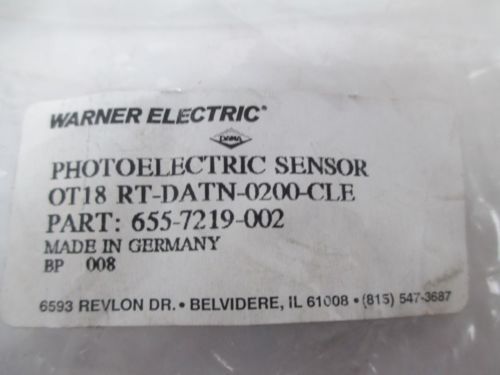 WARNER ELECTRIC®
DANA
PHOTOELECTRIC SENSOR
OT18 RT-DATN-0200-CLE
PART: 655-7219-002
MADE IN GERMANY
BP 008
6593 REVLON DR. • BELVIDERE, IL 61008 • (815) 547-3687